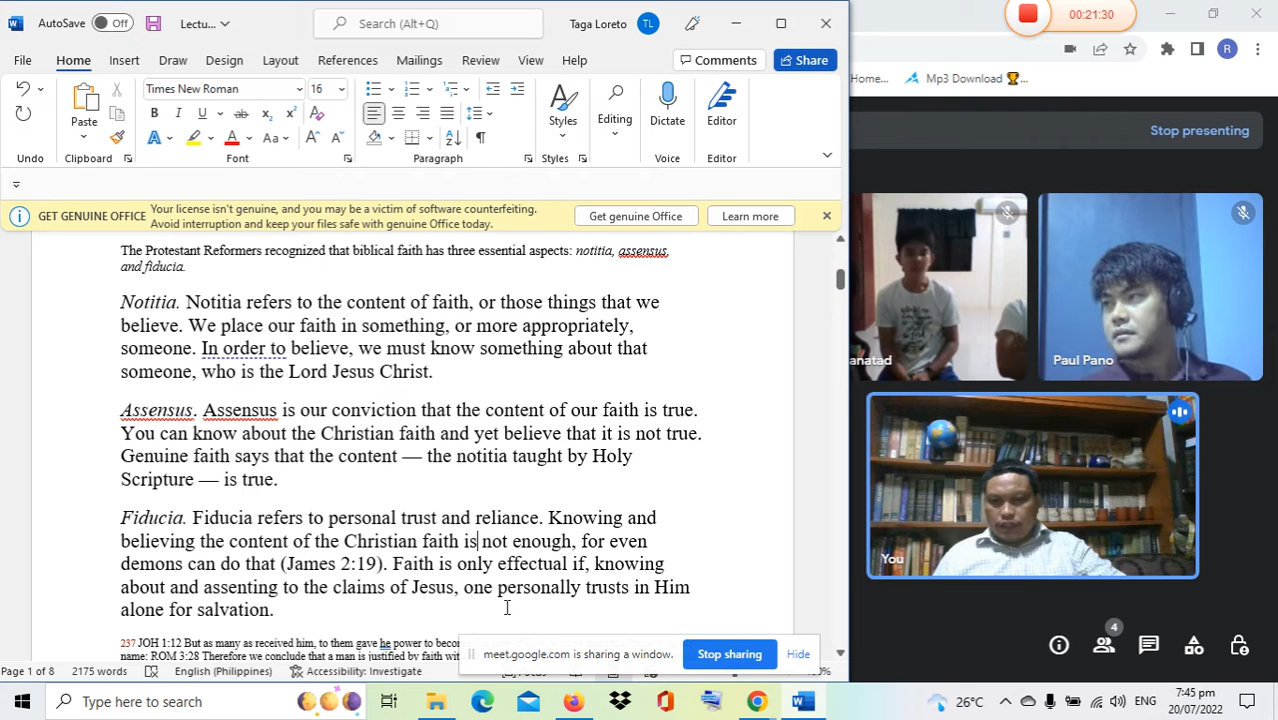 AutoSave Off Lectu... Search (Alt+Q) Taga Loreto TL
00:21:30
File Home Insert Draw Design Layout References Mailings Review View Help Comments Share
R
Home... Mp3 Download
Times New Roman 16
Paste
B I U x₂ x²
A A Aa A A
Styles Editing Dictate Editor
Stop presenting
Undo Clipboard Font Paragraph Styles Voice Editor
GET GENUINE OFFICE Your license isn't genuine, and you may be a victim of software counterfeiting.
Avoid interruption and keep your files safe with genuine Office today.
Get genuine Office Learn more
The Protestant Reformers recognized that biblical faith has three essential aspects: notitia, assensus,
and fiducia.
Notitia. Notitia refers to the content of faith, or those things that we
believe. We place our faith in something, or more appropriately,
someone. In order to believe, we must know something about that
someone, who is the Lord Jesus Christ.
Assensus. Assensus is our conviction that the content of our faith is true.
You can know about the Christian faith and yet believe that it is not true.
Genuine faith says that the content — the notitia taught by Holy
Scripture — is true.
Fiducia. Fiducia refers to personal trust and reliance. Knowing and
believing the content of the Christian faith is not enough, for even
demons can do that (James 2:19). Faith is only effectual if, knowing
about and assenting to the claims of Jesus, one personally trusts in Him
alone for salvation.
237 JOH 1:12 But as many as received him, to them gave he power to becom
name: ROM 3:28 Therefore we conclude that a man is justified by faith wit
anatad
Paul Pano
You
4
meet.google.com is sharing a window. Stop sharing Hide
Page 1 of 8 2175 words English (Philippines) Accessibility: Investigate Focus
Type here to search
26°C ENG 7:45 pm
20/07/2022